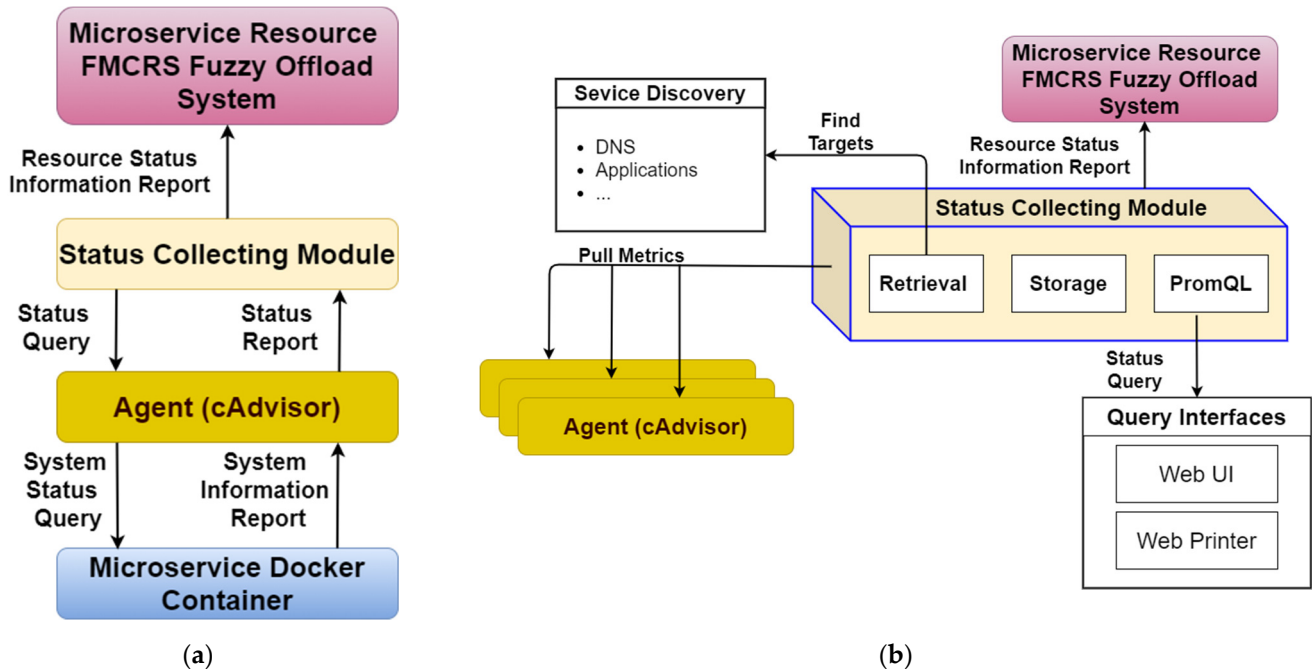 Microservice Resource
FMCRS Fuzzy Offload
System
Resource Status
Information Report
Status Collecting Module
Status
Query
Status
Report
Agent (cAdvisor)
System
Status
Query
System
Information
Report
Microservice Docker
Container
(a)
Microservice Resource
FMCRS Fuzzy Offload
System
Sevice Discovery
• DNS
• Applications
• ...
Find
Targets
Resource Status
Information Report
Status Collecting Module
Retrieval
Storage
PromQL
Pull Metrics
Agent (cAdvisor)
Status
Query
Query Interfaces
Web UI
Web Printer
(b)